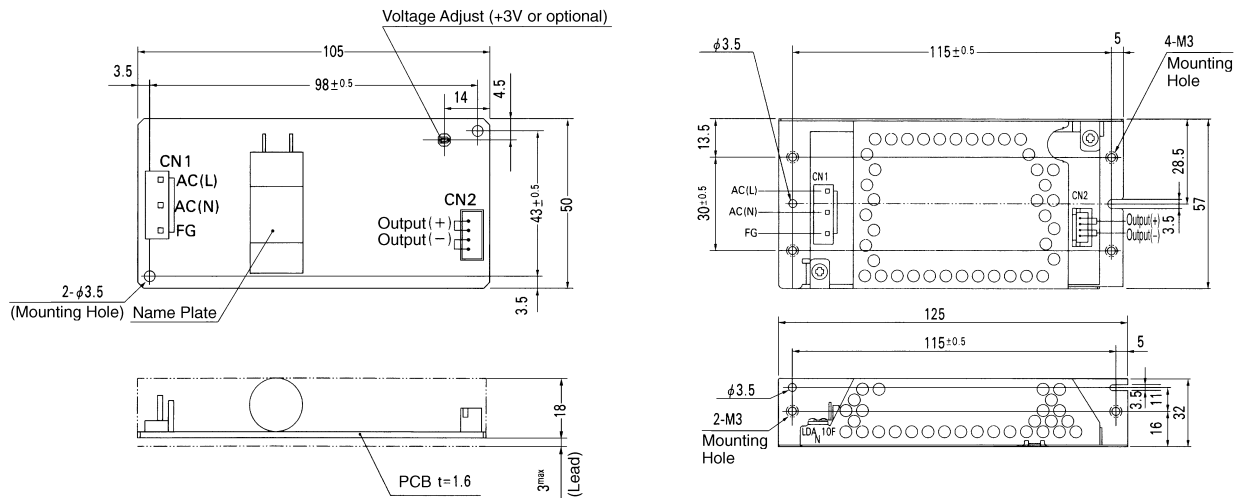 Voltage Adjust (+3V or optional)
105
3.5
98±0.5
14
4.5
CN1
AC(L)
AC(N)
FG
CN2
Output(+)
Output(−)
43±0.5
50
3.5
2-ϕ3.5
(Mounting Hole)
Name Plate
18
PCB t=1.6
3max
(Lead)
ϕ3.5
115±0.5
5
4-M3
Mounting
Hole
13.5
30±0.5
CN1
AC(L)
AC(N)
FG
CN2
Output(+)
Output(−)
3.5
28.5
57
125
115±0.5
5
ϕ3.5
2-M3
Mounting
Hole
LDA 10F
N
3.5
11
16
32